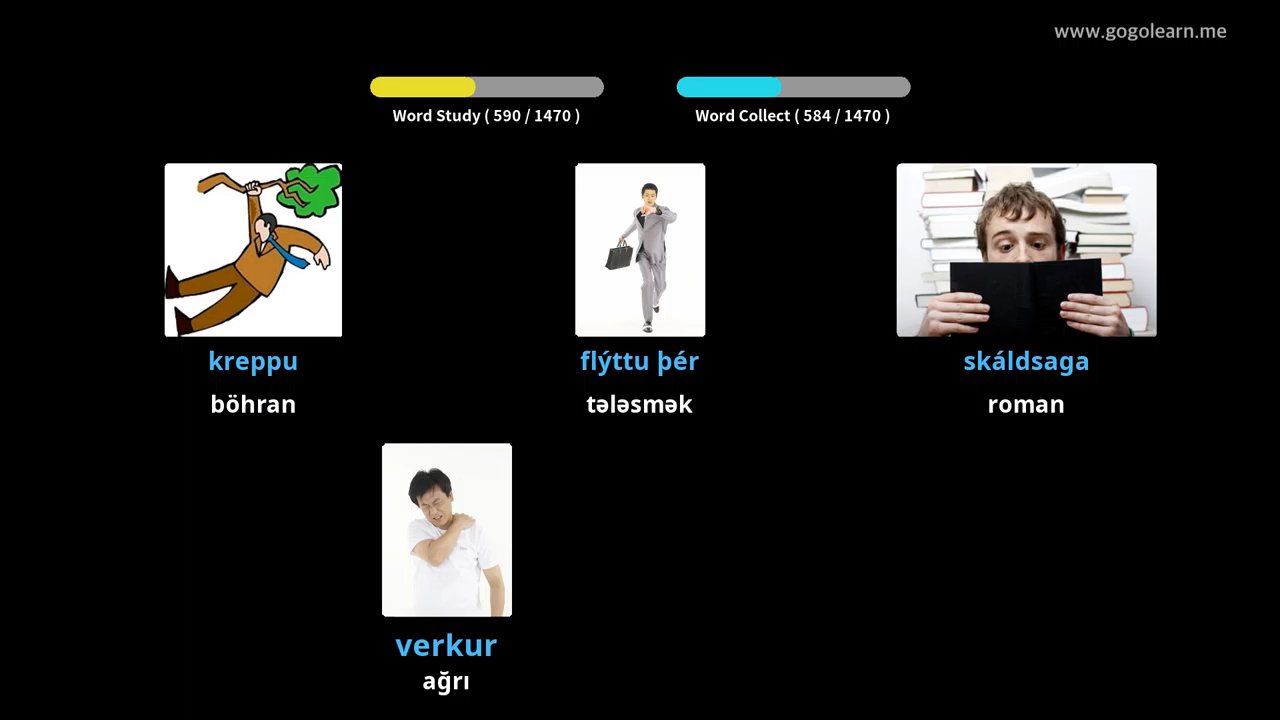 www.gogolearn.me
Word Study ( 590 / 1470 )
Word Collect ( 584 / 1470 )
kreppu
böhran
flýttu þér
tələsmək
skáldsaga
roman
verkur
ağrı